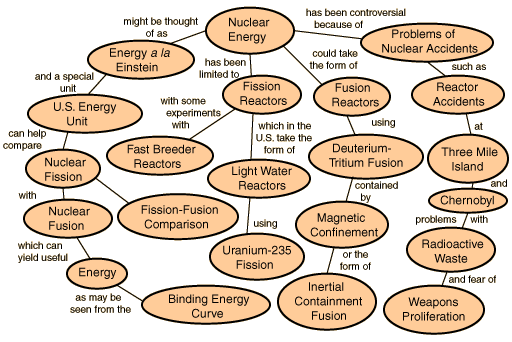 might be thought
of as
Nuclear
Energy
has been controversial
because of
Problems of
Nuclear Accidents
Energy a la
Einstein
has been
limited to
could take
the form of
such as
and a special
unit
Fission
Reactors
Fusion
Reactors
Reactor
Accidents
U.S. Energy
Unit
with some
experiments
with
which in the
U.S. take the
form of
using
at
can help
compare
Fast Breeder
Reactors
Deuterium-
Tritium Fusion
Three Mile
Island
Nuclear
Fission
Light Water
Reactors
contained
by
and
Chernobyl
with
Nuclear
Fusion
Fission-Fusion
Comparison
using
Magnetic
Confinement
problems
with
which can
yield useful
Uranium-235
Fission
or the
form of
Radioactive
Waste
Energy
and fear of
as may be
seen from the
Binding Energy
Curve
Inertial
Containment
Fusion
Weapons
Proliferation